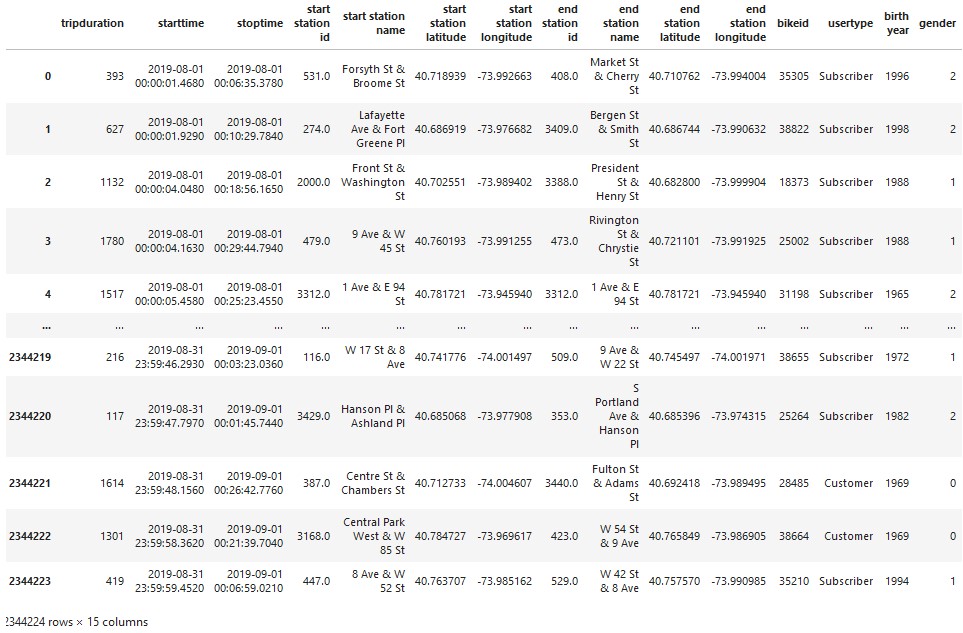 tripduration starttime stoptime start station id start station name start station latitude start station longitude end station id end station name end station latitude end station longitude bikeid usertype birth year gender
0 393 2019-08-01 00:00:01.4680 2019-08-01 00:06:35.3780 531.0 Forsyth St & Broome St 40.718939 -73.992663 408.0 Market St & Cherry St 40.710762 -73.994004 35305 Subscriber 1996 2
1 627 2019-08-01 00:00:01.9290 2019-08-01 00:10:29.7840 274.0 Lafayette Ave & Fort Greene Pl 40.686919 -73.976682 3409.0 Bergen St & Smith St 40.686744 -73.990632 38822 Subscriber 1998 2
2 1132 2019-08-01 00:00:04.0480 2019-08-01 00:18:56.1650 2000.0 Front St & Washington St 40.702551 -73.989402 3388.0 President St & Henry St 40.682800 -73.999904 18373 Subscriber 1988 1
3 1780 2019-08-01 00:00:04.1630 2019-08-01 00:29:44.7940 479.0 9 Ave & W 45 St 40.760193 -73.991255 473.0 Rivington St & Chrystie St 40.721101 -73.991925 25002 Subscriber 1988 1
4 1517 2019-08-01 00:00:05.4580 2019-08-01 00:25:23.4550 3312.0 1 Ave & E 94 St 40.781721 -73.945940 3312.0 1 Ave & E 94 St 40.781721 -73.945940 31198 Subscriber 1965 2
... ... ... ... ... ... ... ... ... ... ... ... ... ... ... ...
2344219 216 2019-08-31 23:59:46.2930 2019-09-01 00:03:23.0360 116.0 W 17 St & 8 Ave 40.741776 -74.001497 509.0 9 Ave & W 22 St 40.745497 -74.001971 38655 Subscriber 1972 1
2344220 117 2019-08-31 23:59:47.7970 2019-09-01 00:01:45.7440 3429.0 Hanson Pl & Ashland Pl 40.685068 -73.977908 353.0 S Portland Ave & Hanson Pl 40.685396 -73.974315 25264 Subscriber 1982 2
2344221 1614 2019-08-31 23:59:48.1560 2019-09-01 00:26:42.7760 387.0 Centre St & Chambers St 40.712733 -74.004607 3440.0 Fulton St & Adams St 40.692418 -73.989495 28485 Customer 1969 0
2344222 1301 2019-08-31 23:59:58.3620 2019-09-01 00:21:39.7040 3168.0 Central Park West & W 85 St 40.784727 -73.969617 423.0 W 54 St & 9 Ave 40.765849 -73.986905 38664 Customer 1969 0
2344223 419 2019-08-31 23:59:59.4520 2019-09-01 00:06:59.0210 447.0 8 Ave & W 52 St 40.763707 -73.985162 529.0 W 42 St & 8 Ave 40.757570 -73.990985 35210 Subscriber 1994 1
2344224 rows × 15 columns